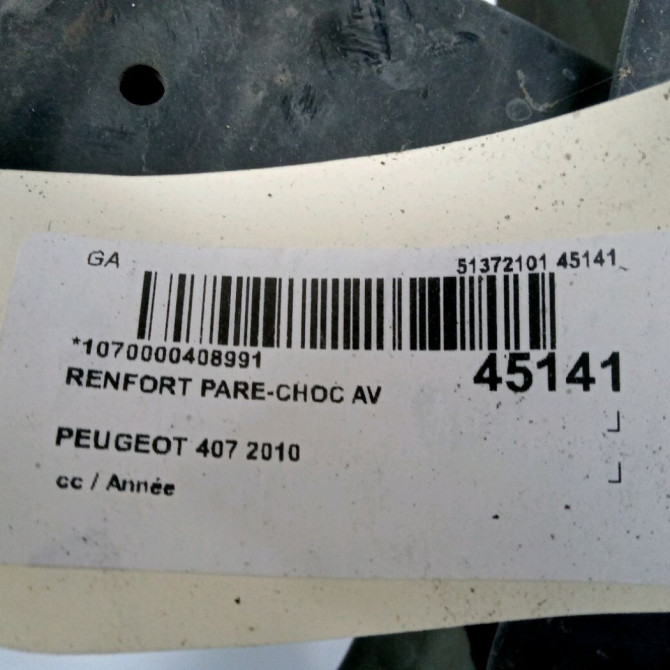 GA 51372101 45141
*1070000408991
45141
RENFORT PARE-CHOC AV
PEUGEOT 407 2010
cc / Année